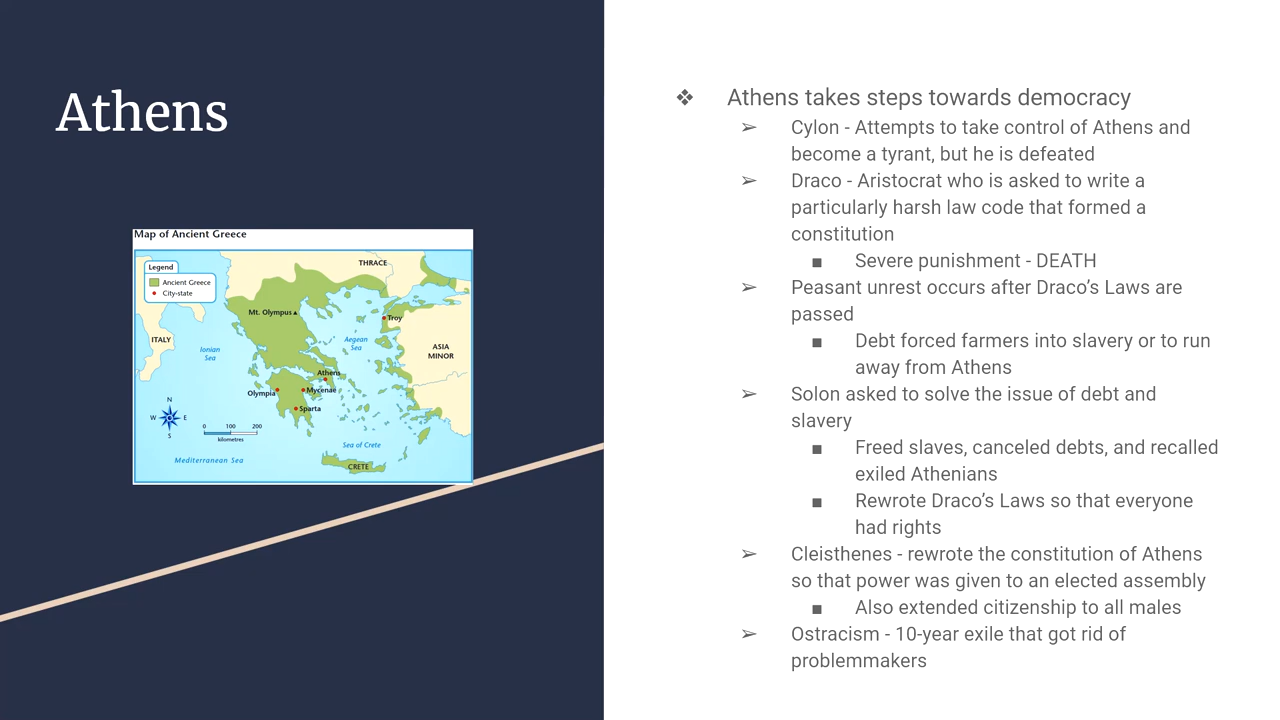 Athens
Map of Ancient Greece
Legend
Ancient Greece
City-state
THRACE
Mt. Olympus
Troy
ITALY
Ionian
Sea
Aegean
Sea
ASIA
MINOR
Athens
Olympia
Mycenae
Sparta
N
W E
S
0 100 200
kilometres
Sea of Crete
Mediterranean Sea
CRETE
❖ Athens takes steps towards democracy
➢ Cylon - Attempts to take control of Athens and
become a tyrant, but he is defeated
➢ Draco - Aristocrat who is asked to write a
particularly harsh law code that formed a
constitution
■ Severe punishment - DEATH
➢ Peasant unrest occurs after Draco’s Laws are
passed
■ Debt forced farmers into slavery or to run
away from Athens
➢ Solon asked to solve the issue of debt and
slavery
■ Freed slaves, canceled debts, and recalled
exiled Athenians
■ Rewrote Draco’s Laws so that everyone
had rights
➢ Cleisthenes - rewrote the constitution of Athens
so that power was given to an elected assembly
■ Also extended citizenship to all males
➢ Ostracism - 10-year exile that got rid of
problemmakers